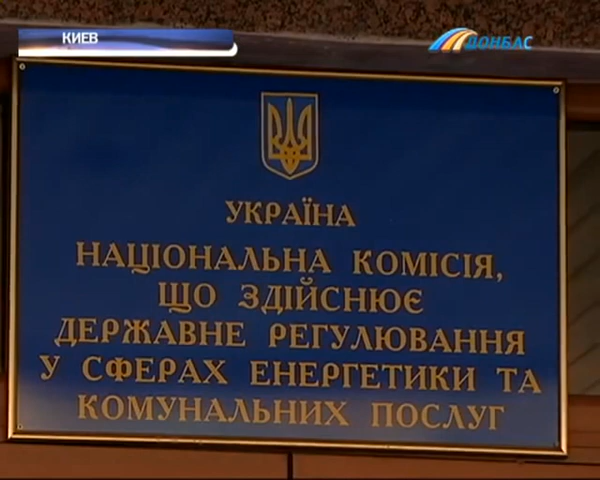 КИЕВ
ДОНБАС
УКРАЇНА
НАЦІОНАЛЬНА КОМІСІЯ,
ЩО ЗДІЙСНЮЄ
ДЕРЖАВНЕ РЕГУЛЮВАННЯ
У СФЕРАХ ЕНЕРГЕТИКИ ТА
КОМУНАЛЬНИХ ПОСЛУГ